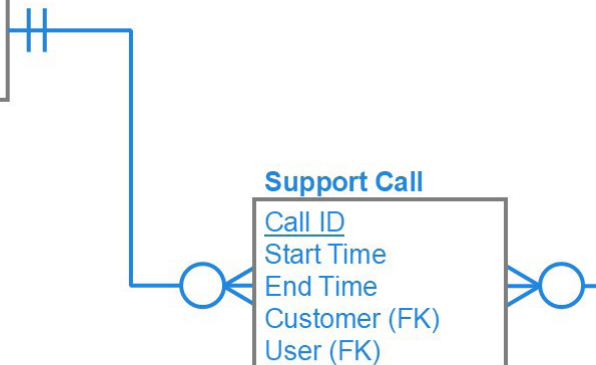 Support Call
Call ID
Start Time
End Time
Customer (FK)
User (FK)